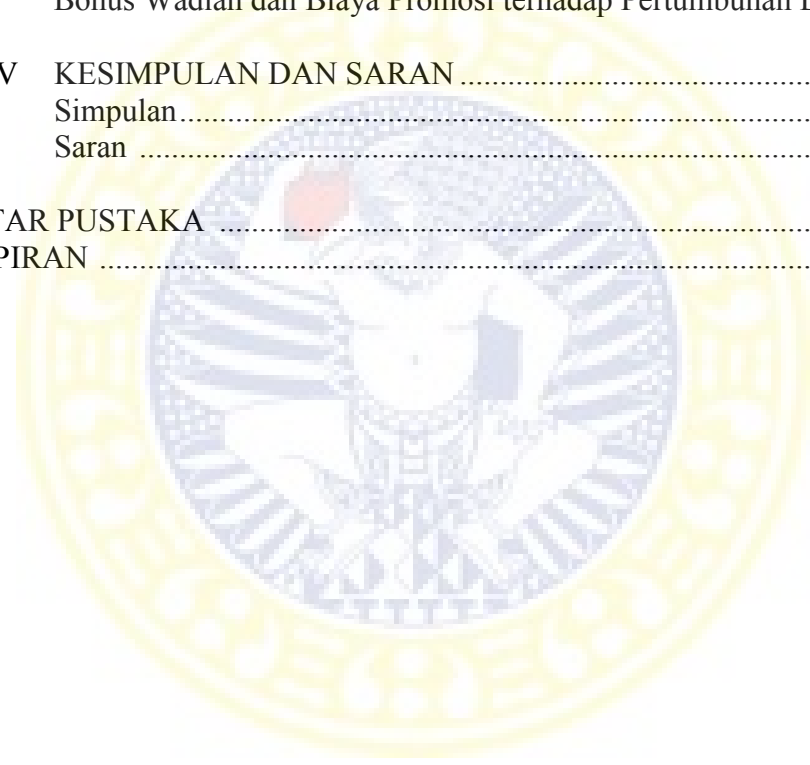 Bonus Wadiah dan Biaya Promosi terhadap Pertumbuhan
V KESIMPULAN DAN SARAN ........................................
Simpulan ................................................................................
Saran .....................................................................................
TAR PUSTAKA ..........................................................................
PIRAN .........................................................................................